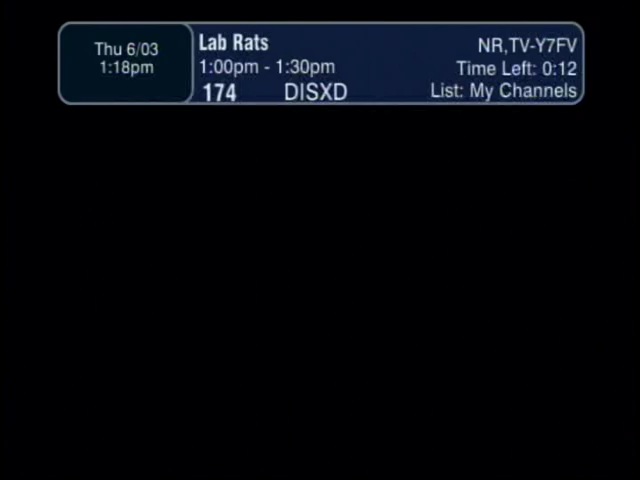 Thu 6/03
1:18pm
Lab Rats
1:00pm - 1:30pm
174 DISXD
NR,TV-Y7FV
Time Left: 0:12
List: My Channels